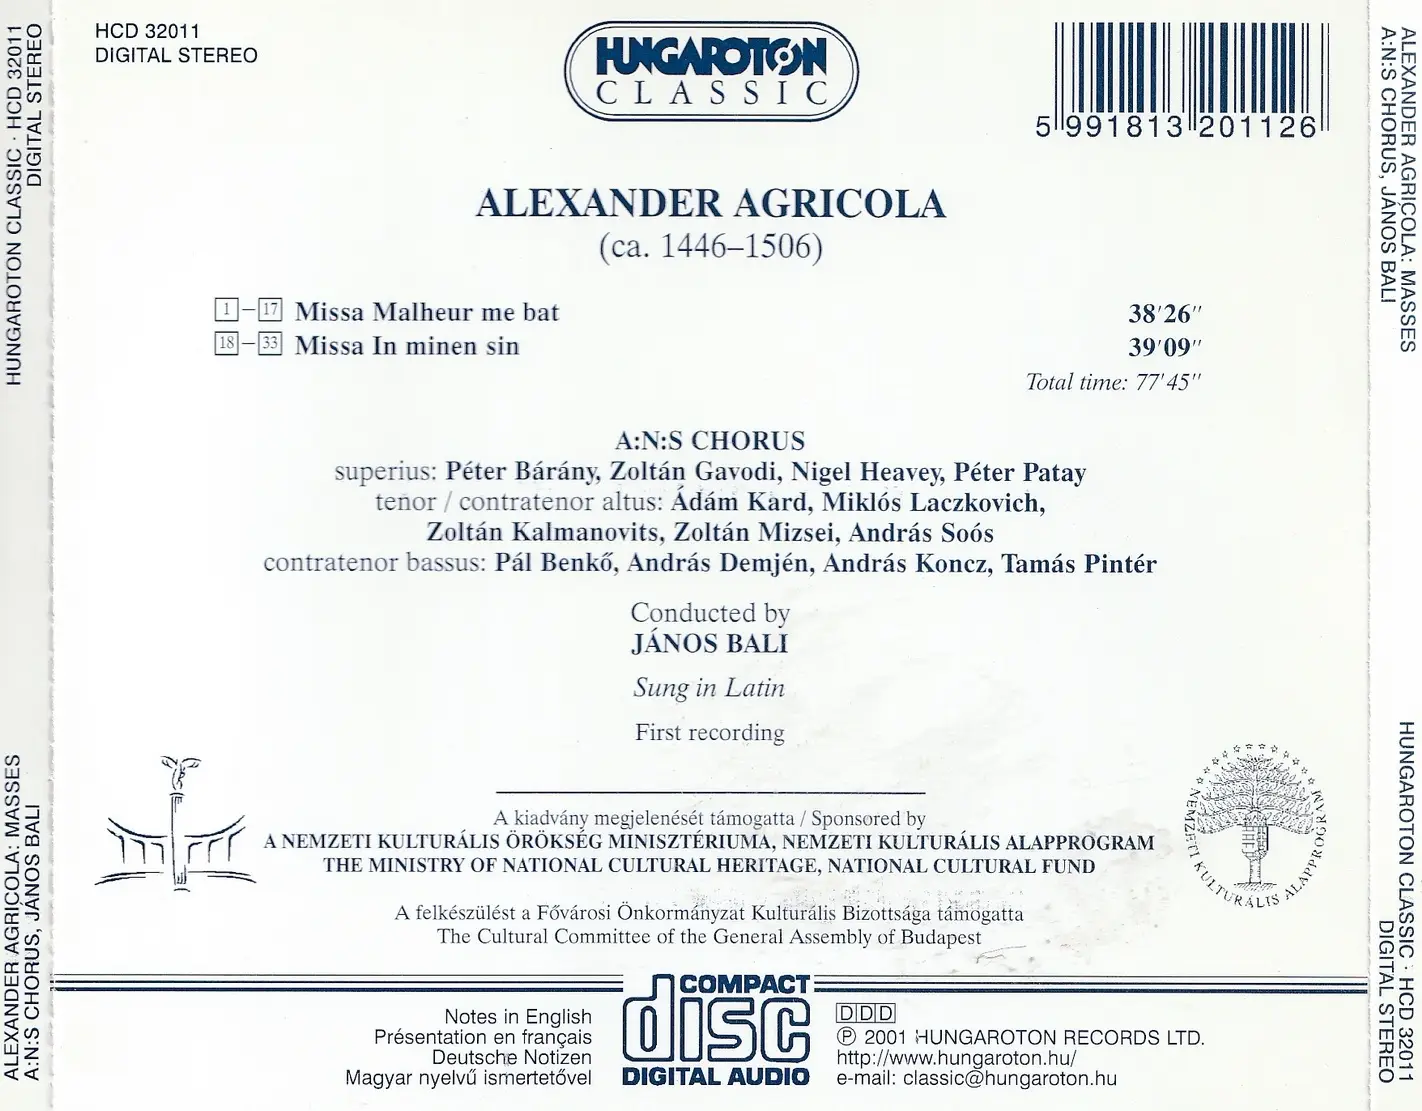 HCD 32011
DIGITAL STEREO
HUNGAROTON
CLASSIC
5 991813 201126
ALEXANDER AGRICOLA
(ca. 1446–1506)
1–17 Missa Malheur me bat 38'26"
18–33 Missa In minen sin 39'09"
Total time: 77'45"
A:N:S CHORUS
superius: Péter Bárány, Zoltán Gavodi, Nigel Heavey, Péter Patay
tenor / contratenor altus: Ádám Kard, Miklós Laczkovich,
Zoltán Kalmanovits, Zoltán Mizsei, András Soós
contratenor bassus: Pál Benkő, András Demjén, András Koncz, Tamás Pintér
Conducted by
JÁNOS BALI
Sung in Latin
First recording
A kiadvány megjelenését támogatta / Sponsored by
A NEMZETI KULTURÁLIS ÖRÖKSÉG MINISZTÉRIUMA, NEMZETI KULTURÁLIS ALAPPROGRAM
THE MINISTRY OF NATIONAL CULTURAL HERITAGE, NATIONAL CULTURAL FUND
NEMZETI KULTURÁLIS ALAPPROGRAM
A felkészülést a Fővárosi Önkormányzat Kulturális Bizottsága támogatta
The Cultural Committee of the General Assembly of Budapest
Notes in English
Présentation en français
Deutsche Notizen
Magyar nyelvű ismertetővel
COMPACT
disc
DIGITAL AUDIO
DDD
℗ 2001 HUNGAROTON RECORDS LTD.
http://www.hungaroton.hu/
e-mail: classic@hungaroton.hu
ALEXANDER AGRICOLA: MASSES
A:N:S CHORUS, JÁNOS BALI
HUNGAROTON CLASSIC · HCD 32011
DIGITAL STEREO
ALEXANDER AGRICOLA: MASSES
A:N:S CHORUS, JÁNOS BALI
HUNGAROTON CLASSIC · HCD 32011
DIGITAL STEREO